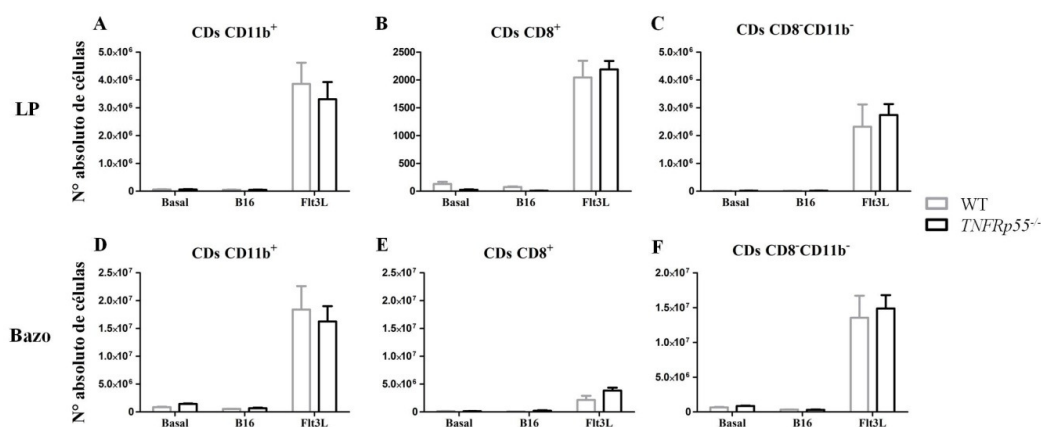 A
CDs CD11b⁺
B
CDs CD8⁺
C
CDs CD8⁻CD11b⁻
LP
N° absoluto de células
5.0×10⁶
4.0×10⁶
3.0×10⁶
2.0×10⁶
1.0×10⁶
0
Basal B16 Flt3L
2500
2000
1500
1000
500
0
Basal B16 Flt3L
5.0×10⁶
4.0×10⁶
3.0×10⁶
2.0×10⁶
1.0×10⁶
0
Basal B16 Flt3L
WT
TNFRp55⁻/⁻
D
CDs CD11b⁺
E
CDs CD8⁺
F
CDs CD8⁻CD11b⁻
Bazo
N° absoluto de células
2.5×10⁷
2.0×10⁷
1.5×10⁷
1.0×10⁷
5.0×10⁶
0
Basal B16 Flt3L
2.0×10⁷
1.5×10⁷
1.0×10⁷
5.0×10⁶
0
Basal B16 Flt3L
2.0×10⁷
1.5×10⁷
1.0×10⁷
5.0×10⁶
0
Basal B16 Flt3L